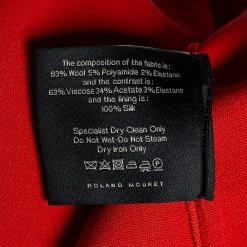 The composition of the fabric is:
93% Wool 5% Polyamide 2% Elastane
and the contrast is:
63% Viscose 34% Acetate 3% Elastane
and the lining is:
100% Silk
Specialist Dry Clean Only
Do Not Wet-Do Not Steam
Dry Iron Only
ROLAND MOURET